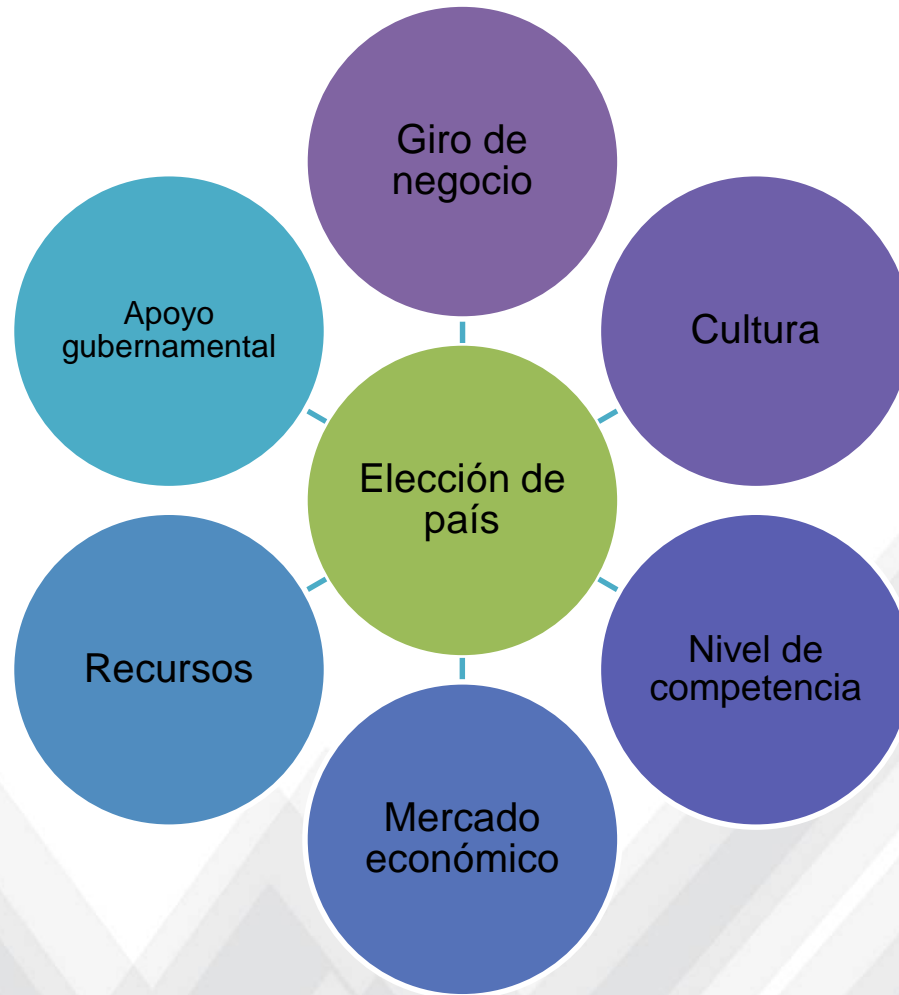 Giro de
negocio
Apoyo
gubernamental
Cultura
Elección de
país
Recursos
Nivel de
competencia
Mercado
económico